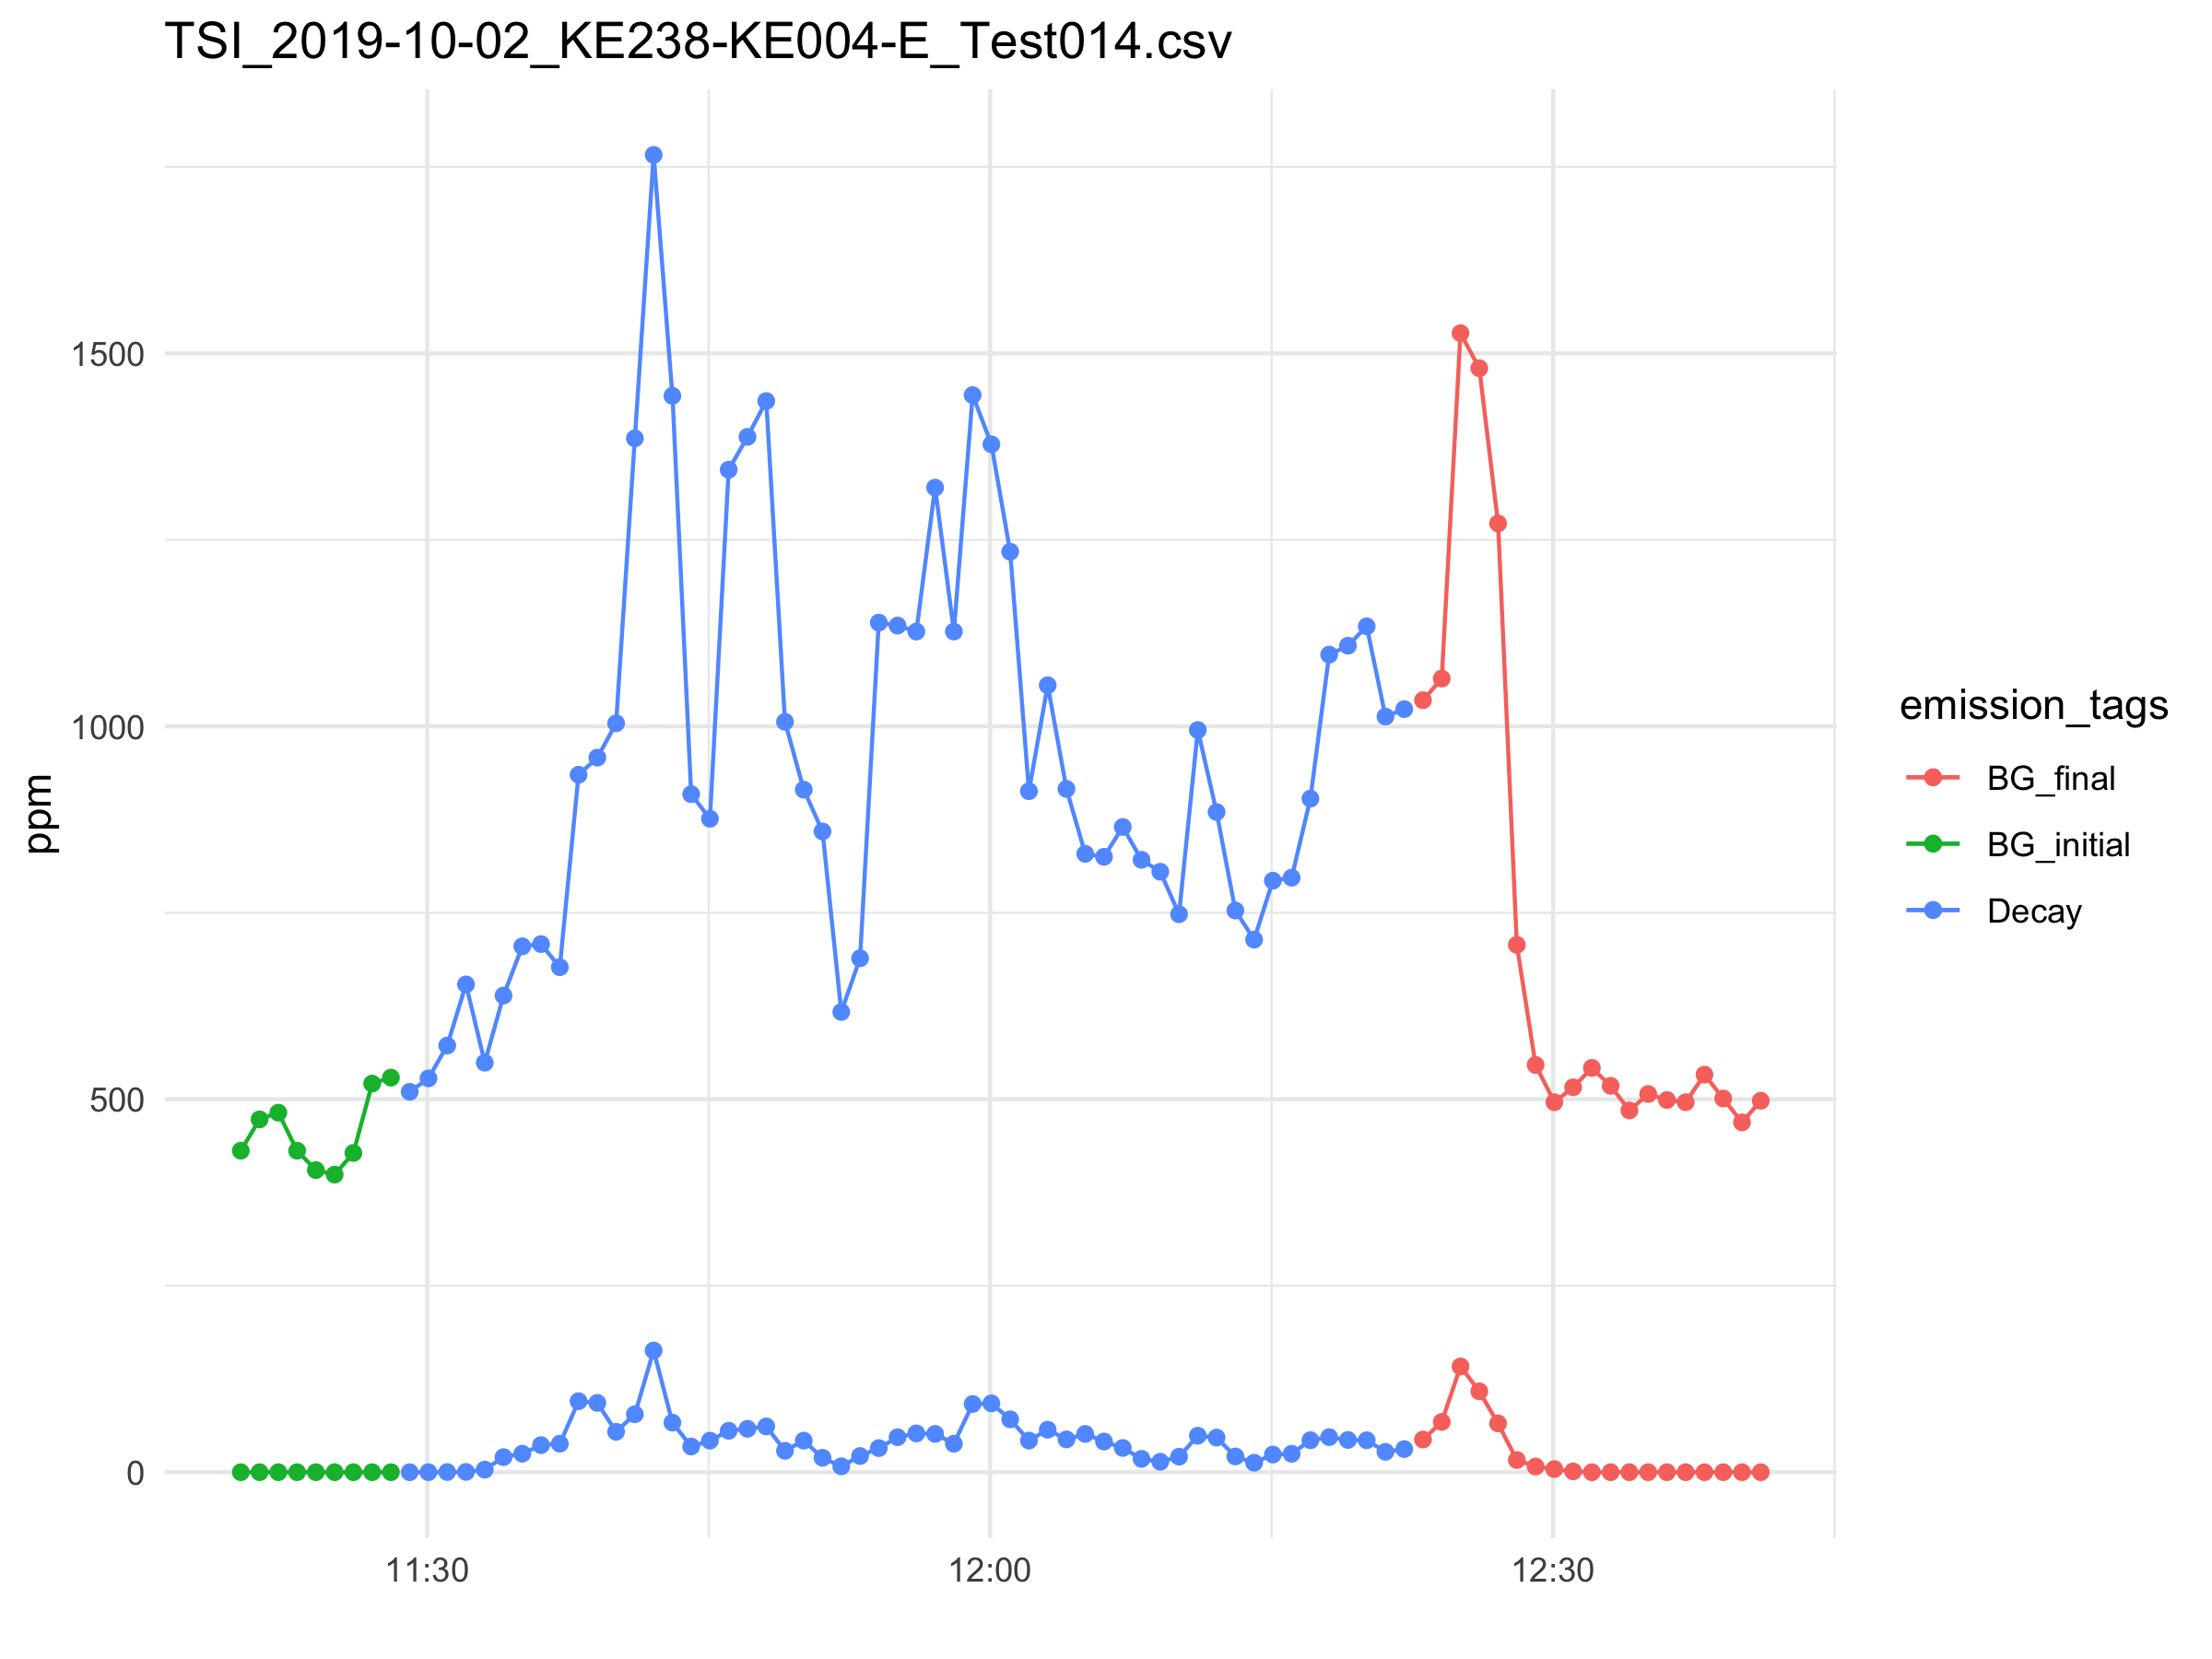 TSI_2019-10-02_KE238-KE004-E_Test014.csv
ppm
1500
1000
500
0
11:30
12:00
12:30
emission_tags
BG_final
BG_initial
Decay